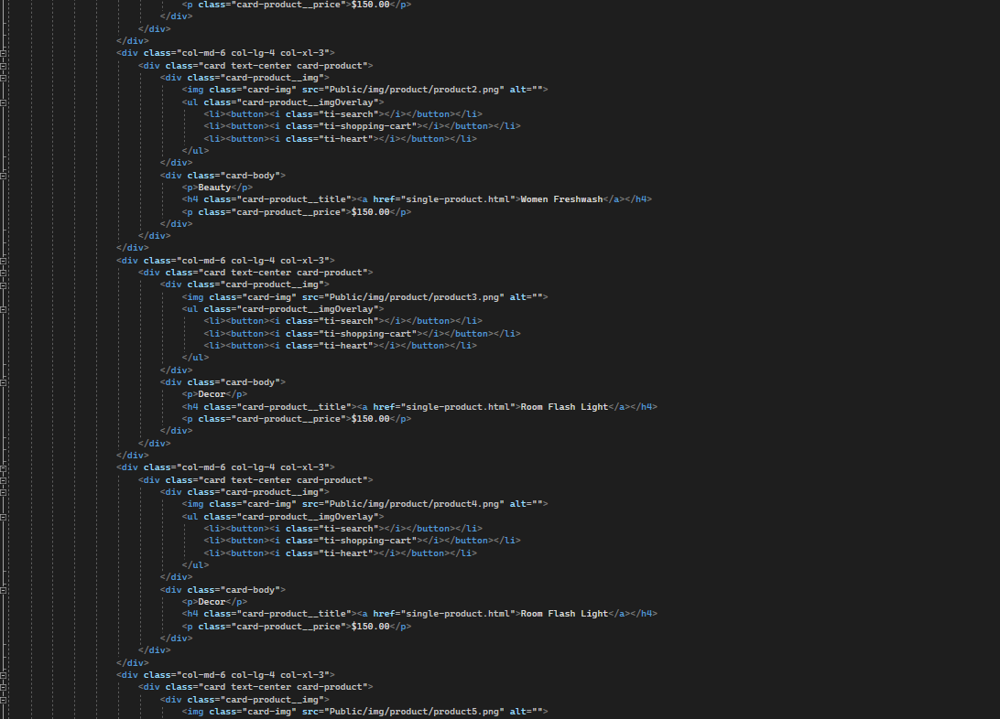 <p class="card-product__price">$150.00</p>
</div>
</div>
</div>
<div class="col-md-6 col-lg-4 col-xl-3">
<div class="card text-center card-product">
<div class="card-product__img">
<img class="card-img" src="Public/img/product/product2.png" alt="">
<ul class="card-product__imgOverlay">
<li><button><i class="ti-search"></i></button></li>
<li><button><i class="ti-shopping-cart"></i></button></li>
<li><button><i class="ti-heart"></i></button></li>
</ul>
</div>
<div class="card-body">
<p>Beauty</p>
<h4 class="card-product__title"><a href="single-product.html">Women Freshwash</a></h4>
<p class="card-product__price">$150.00</p>
</div>
</div>
</div>
<div class="col-md-6 col-lg-4 col-xl-3">
<div class="card text-center card-product">
<div class="card-product__img">
<img class="card-img" src="Public/img/product/product3.png" alt="">
<ul class="card-product__imgOverlay">
<li><button><i class="ti-search"></i></button></li>
<li><button><i class="ti-shopping-cart"></i></button></li>
<li><button><i class="ti-heart"></i></button></li>
</ul>
</div>
<div class="card-body">
<p>Decor</p>
<h4 class="card-product__title"><a href="single-product.html">Room Flash Light</a></h4>
<p class="card-product__price">$150.00</p>
</div>
</div>
</div>
<div class="col-md-6 col-lg-4 col-xl-3">
<div class="card text-center card-product">
<div class="card-product__img">
<img class="card-img" src="Public/img/product/product4.png" alt="">
<ul class="card-product__imgOverlay">
<li><button><i class="ti-search"></i></button></li>
<li><button><i class="ti-shopping-cart"></i></button></li>
<li><button><i class="ti-heart"></i></button></li>
</ul>
</div>
<div class="card-body">
<p>Decor</p>
<h4 class="card-product__title"><a href="single-product.html">Room Flash Light</a></h4>
<p class="card-product__price">$150.00</p>
</div>
</div>
</div>
<div class="col-md-6 col-lg-4 col-xl-3">
<div class="card text-center card-product">
<div class="card-product__img">
<img class="card-img" src="Public/img/product/product5.png" alt="">